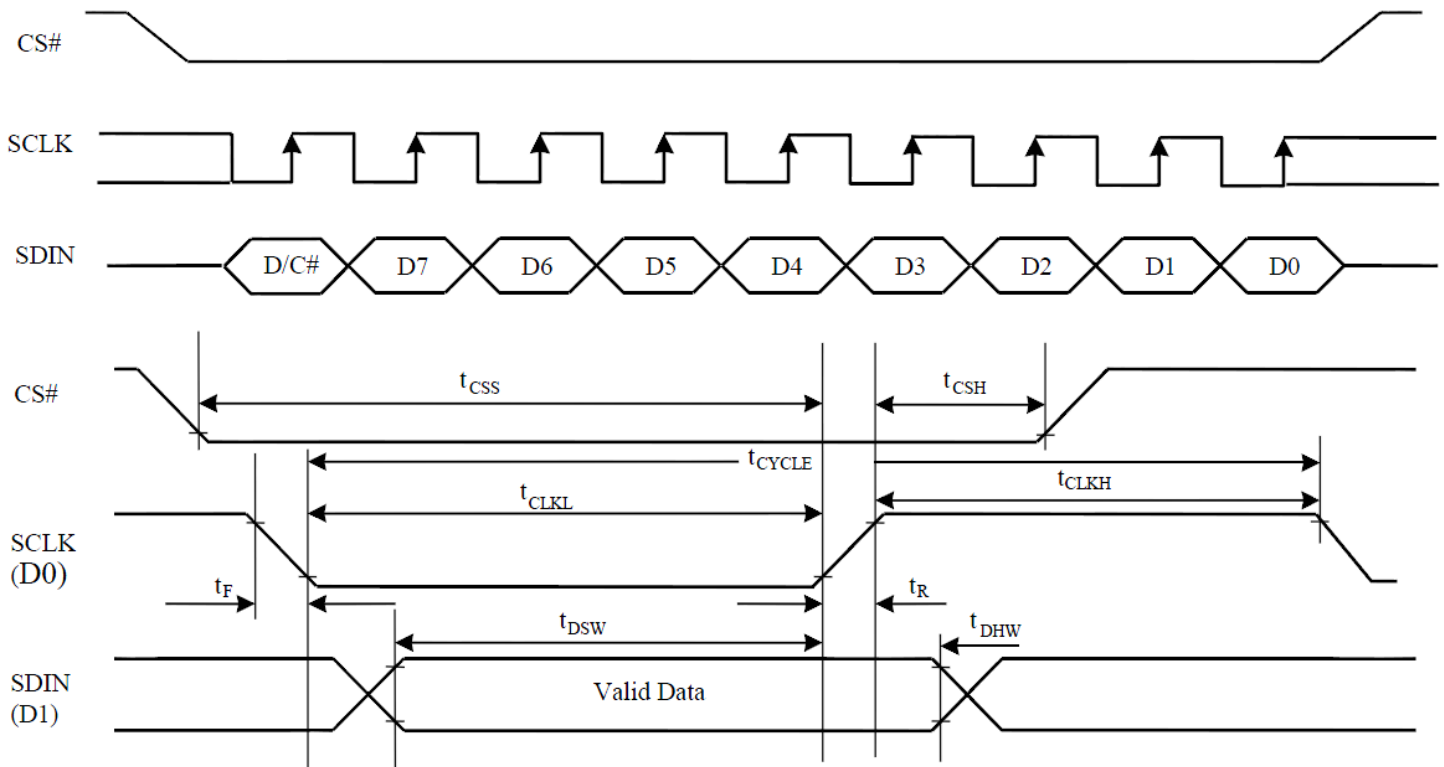 CS#
SCLK
SDIN D/C# D7 D6 D5 D4 D3 D2 D1 D0
CS# tCSS tCSH
tCYCLE
tCLKH
tCLKL
SCLK
(D0)
tF tR
tDSW tDHW
SDIN
(D1)
Valid Data